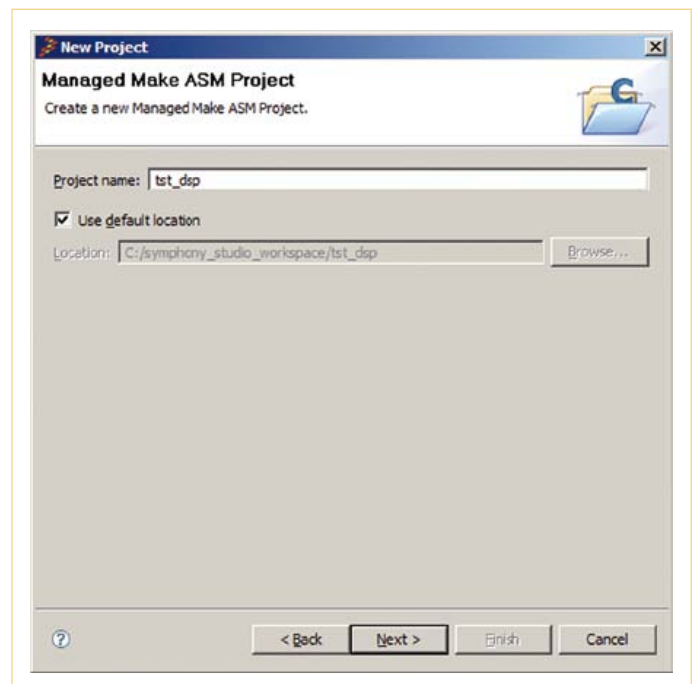 New Project
Managed Make ASM Project
Create a new Managed Make ASM Project.
C
Project name: tst_dsp
Use default location
Location: C:/symphony_studio_workspace/tst_dsp Browse...
? < Back Next > Finish Cancel